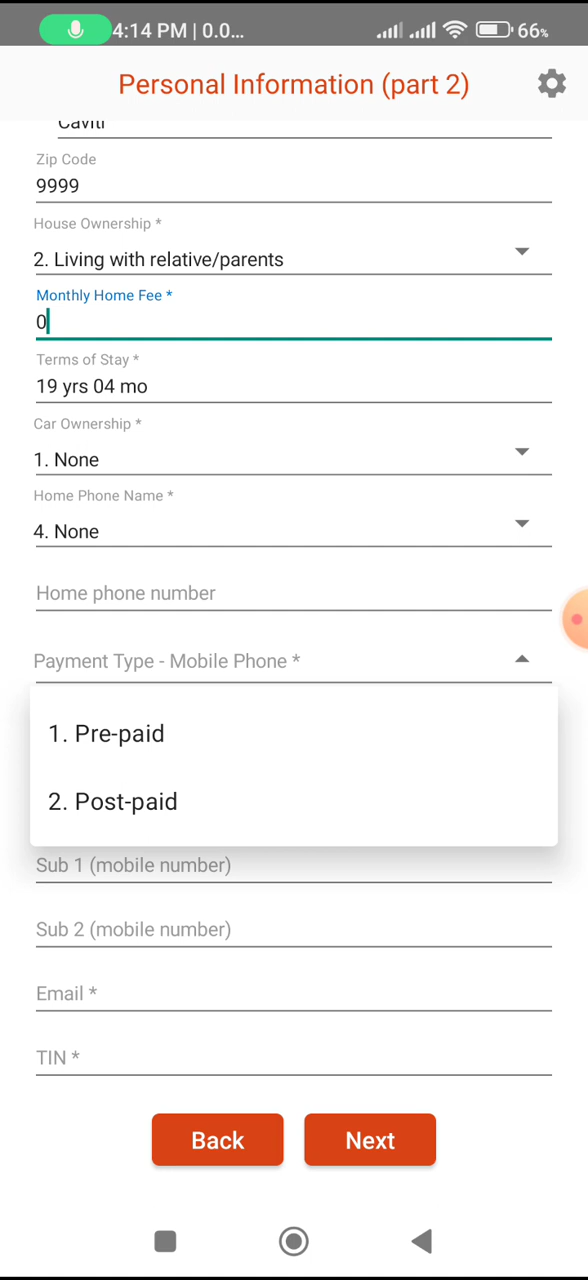 4:14 PM | 0.0...
66%
Personal Information (part 2)
Caviti
Zip Code
9999
House Ownership *
2. Living with relative/parents
Monthly Home Fee *
0
Terms of Stay *
19 yrs 04 mo
Car Ownership *
1. None
Home Phone Name *
4. None
Home phone number
Payment Type - Mobile Phone *
1. Pre-paid
2. Post-paid
Sub 1 (mobile number)
Sub 2 (mobile number)
Email *
TIN *
Back
Next